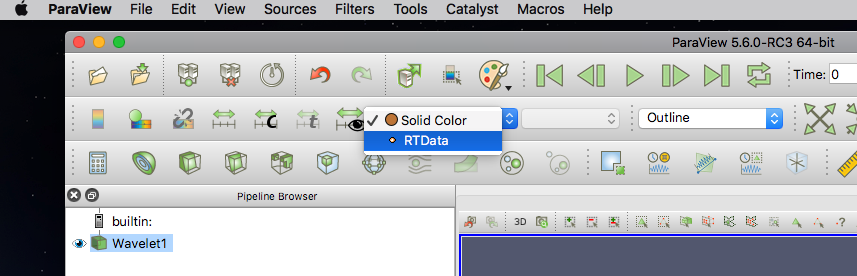 ParaView File Edit View Sources Filters Tools Catalyst Macros Help
ParaView 5.6.0-RC3 64-bit
Time: 0
C t Solid Color Outline
RTData
Pipeline Browser
builtin:
3D
Wavelet1